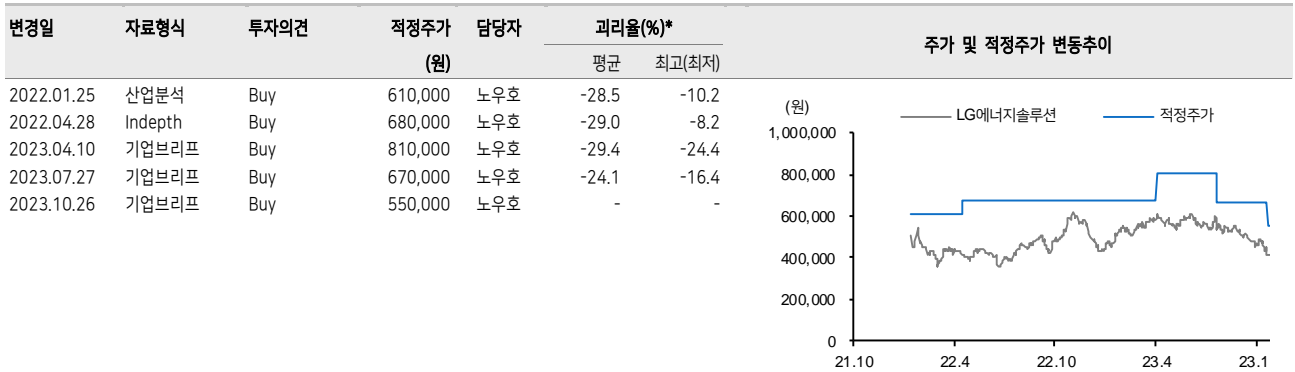 변경일 자료형식 투자의견 적정주가 담당자 괴리율(%)*
(원) 평균 최고(최저)
2022.01.25 산업분석 Buy 610,000 노우호 -28.5 -10.2
2022.04.28 Indepth Buy 680,000 노우호 -29.0 -8.2
2023.04.10 기업브리프 Buy 810,000 노우호 -29.4 -24.4
2023.07.27 기업브리프 Buy 670,000 노우호 -24.1 -16.4
2023.10.26 기업브리프 Buy 550,000 노우호 - -
주가 및 적정주가 변동추이
(원)
LG에너지솔루션 적정주가
1,000,000
800,000
600,000
400,000
200,000
0
21.10 22.4 22.10 23.4 23.1